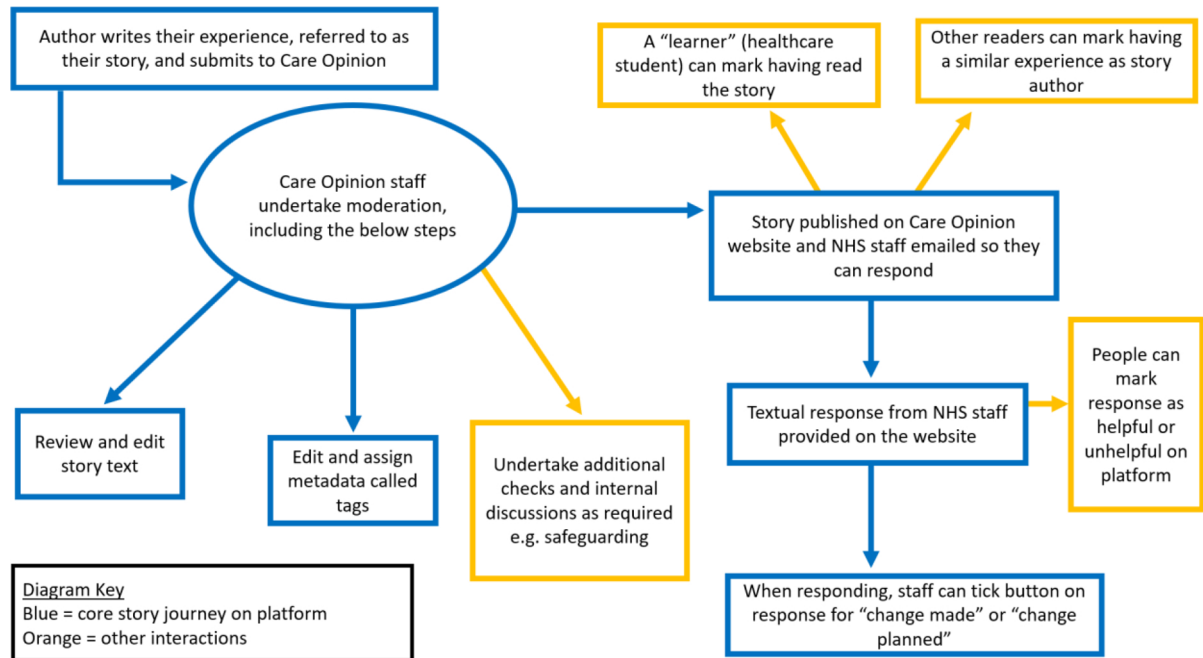 Author writes their experience, referred to as
their story, and submits to Care Opinion
A “learner” (healthcare
student) can mark having read
the story
Other readers can mark having
a similar experience as story
author
Care Opinion staff
undertake moderation,
including the below steps
Story published on Care Opinion
website and NHS staff emailed so they
can respond
Review and edit
story text
Edit and assign
metadata called
tags
Undertake additional
checks and internal
discussions as required
e.g. safeguarding
Textual response from NHS staff
provided on the website
People can
mark
response as
helpful or
unhelpful on
platform
When responding, staff can tick button on
response for “change made” or “change
planned”
Diagram Key
Blue = core story journey on platform
Orange = other interactions